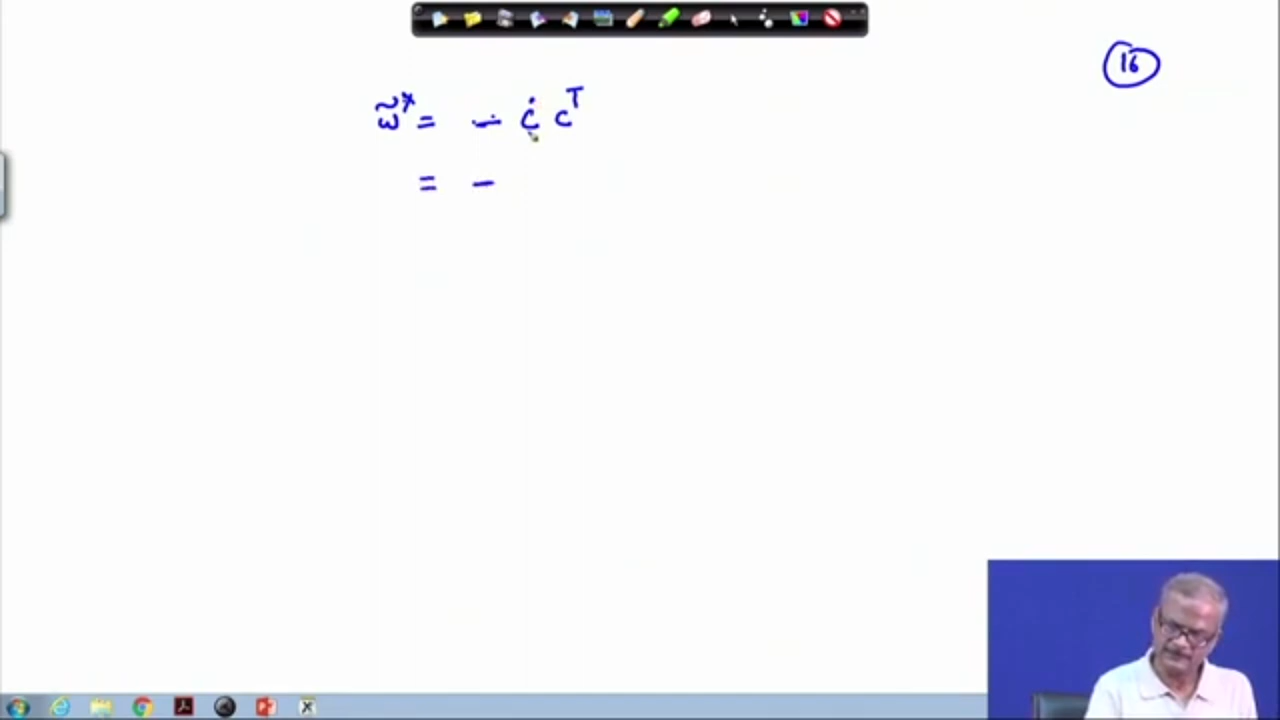 16
ω̃ˣ = - ċ cᵀ
= -